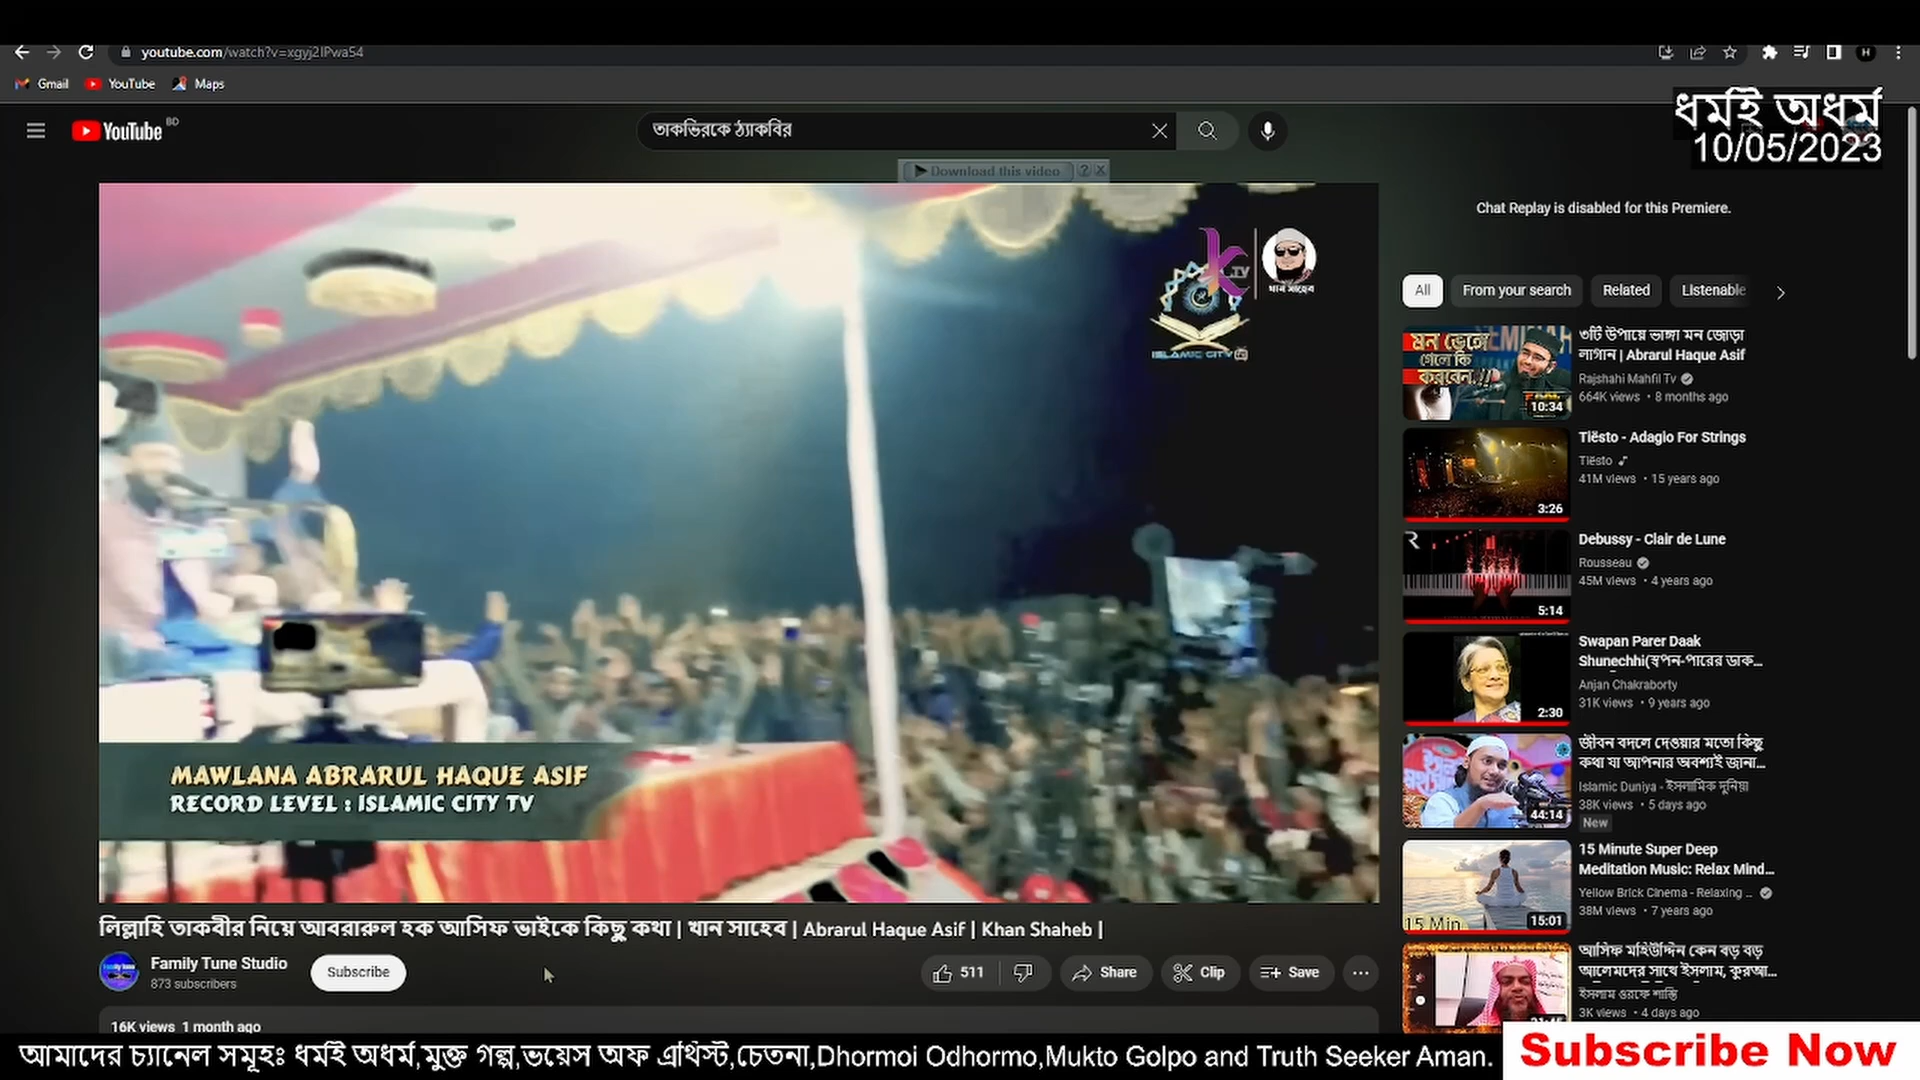 youtube.com/watch?v=xgyj2lPwa54
Gmail YouTube Maps
ধর্মই অধর্ম
10/05/2023
YouTube BD
তাকভিরকে ঠ্যাকবির
Download this video ? X
Chat Replay is disabled for this Premiere.
K TV
খান সাহেব
ISLAMIC CITY
All From your search Related Listenable
মন ভেঙ্গে গেলে কি করবেন..!!
10:34
৩টি উপায়ে ভাঙ্গা মন জোড়া
লাগান | Abrarul Haque Asif
Rajshahi Mahfil Tv
664K views • 8 months ago
3:26
Tiësto - Adagio For Strings
Tiësto
41M views • 15 years ago
5:14
Debussy - Clair de Lune
Rousseau
45M views • 4 years ago
2:30
Swapan Parer Daak
Shunechhi(স্বপন-পারের ডাক...
Anjan Chakraborty
31K views • 9 years ago
44:14
জীবন বদলে দেওয়ার মতো কিছু
কথা যা আপনার অবশ্যই জানা...
Islamic Duniya - ইসলামিক দুনিয়া
38K views • 5 days ago
New
15 Min
15:01
15 Minute Super Deep
Meditation Music: Relax Mind...
Yellow Brick Cinema - Relaxing ...
38M views • 7 years ago
আসিফ মহিউদ্দিন কেন বড় বড়
আলেমদের সাথে ইসলাম, কুরআ...
ইসলাম ওরফে শান্তি
3K views • 4 days ago
MAWLANA ABRARUL HAQUE ASIF
RECORD LEVEL : ISLAMIC CITY TV
লিল্লাহি তাকবীর নিয়ে আবরারুল হক আসিফ ভাইকে কিছু কথা | খান সাহেব | Abrarul Haque Asif | Khan Shaheb |
Family Tune Studio
873 subscribers
Subscribe
511 Share Clip Save
16K views 1 month ago
আমাদের চ্যানেল সমূহঃ ধর্মই অধর্ম,মুক্ত গল্প,ভয়েস অফ এথিস্ট,চেতনা,Dhormoi Odhormo,Mukto Golpo and Truth Seeker Aman.
Subscribe Now